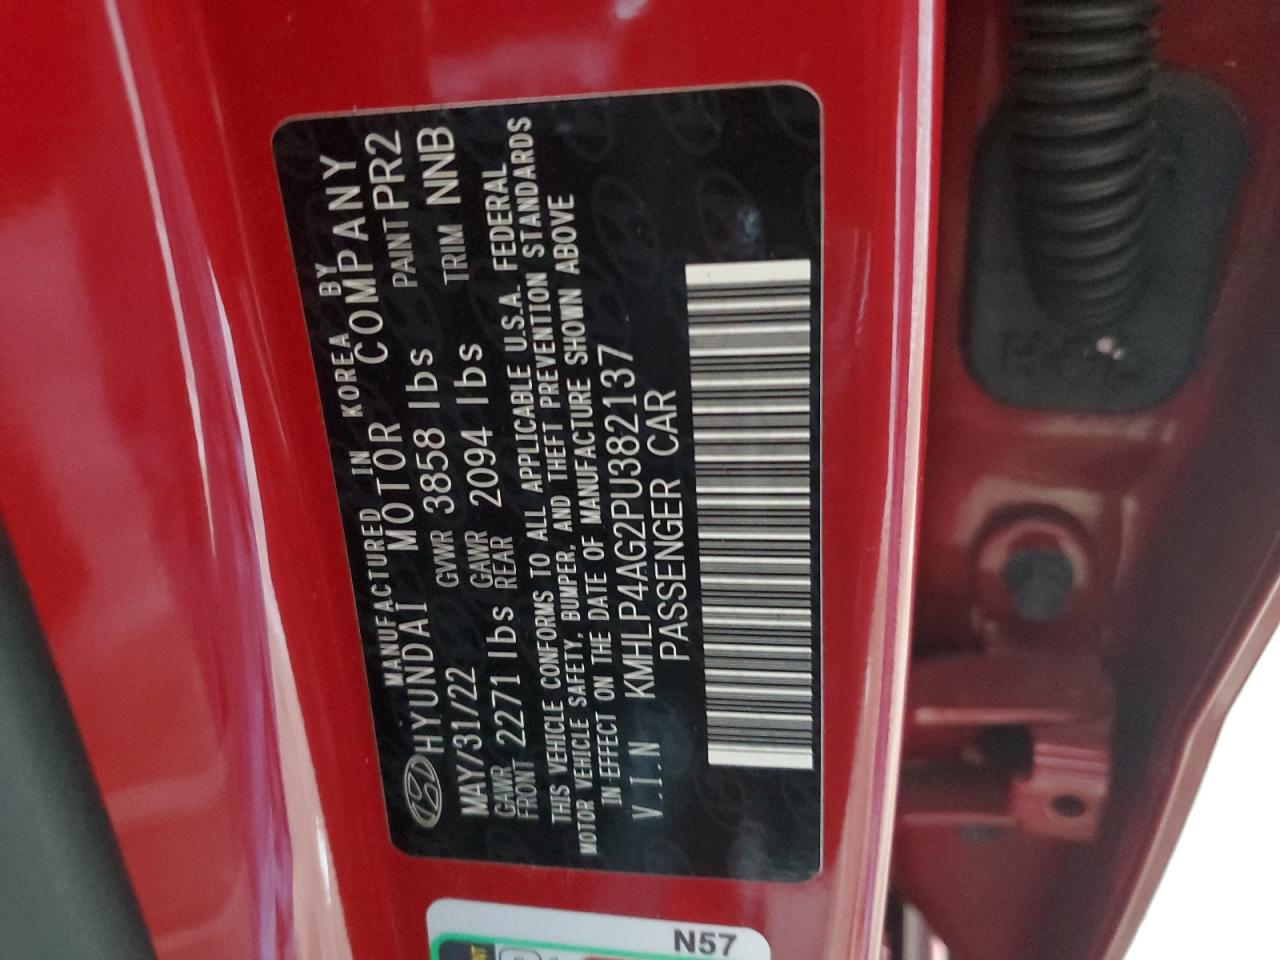 MANUFACTURED IN KOREA BY
HYUNDAI MOTOR COMPANY
MAY/31/22 GVWR 3858 lbs PAINT PR2
GAWR FRONT 2271 lbs GAWR REAR 2094 lbs TRIM NNB
THIS VEHICLE CONFORMS TO ALL APPLICABLE U.S.A. FEDERAL
MOTOR VEHICLE SAFETY, BUMPER, AND THEFT PREVENTION STANDARDS
IN EFFECT ON THE DATE OF MANUFACTURE SHOWN ABOVE
V.I.N KMHLP4AG2PU382137
PASSENGER CAR
N57